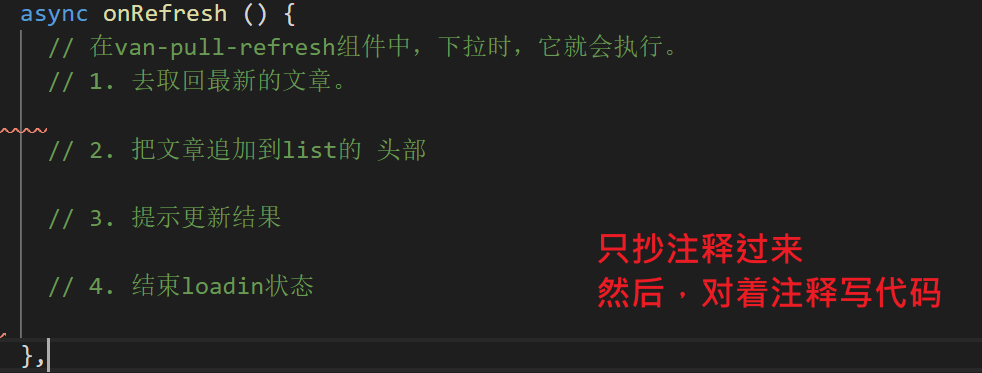 async onRefresh () {
// 在van-pull-refresh组件中，下拉时，它就会执行。
// 1. 去取回最新的文章。
// 2. 把文章追加到list的 头部
// 3. 提示更新结果
只抄注释过来
// 4. 结束loadin状态
然后，对着注释写代码
},